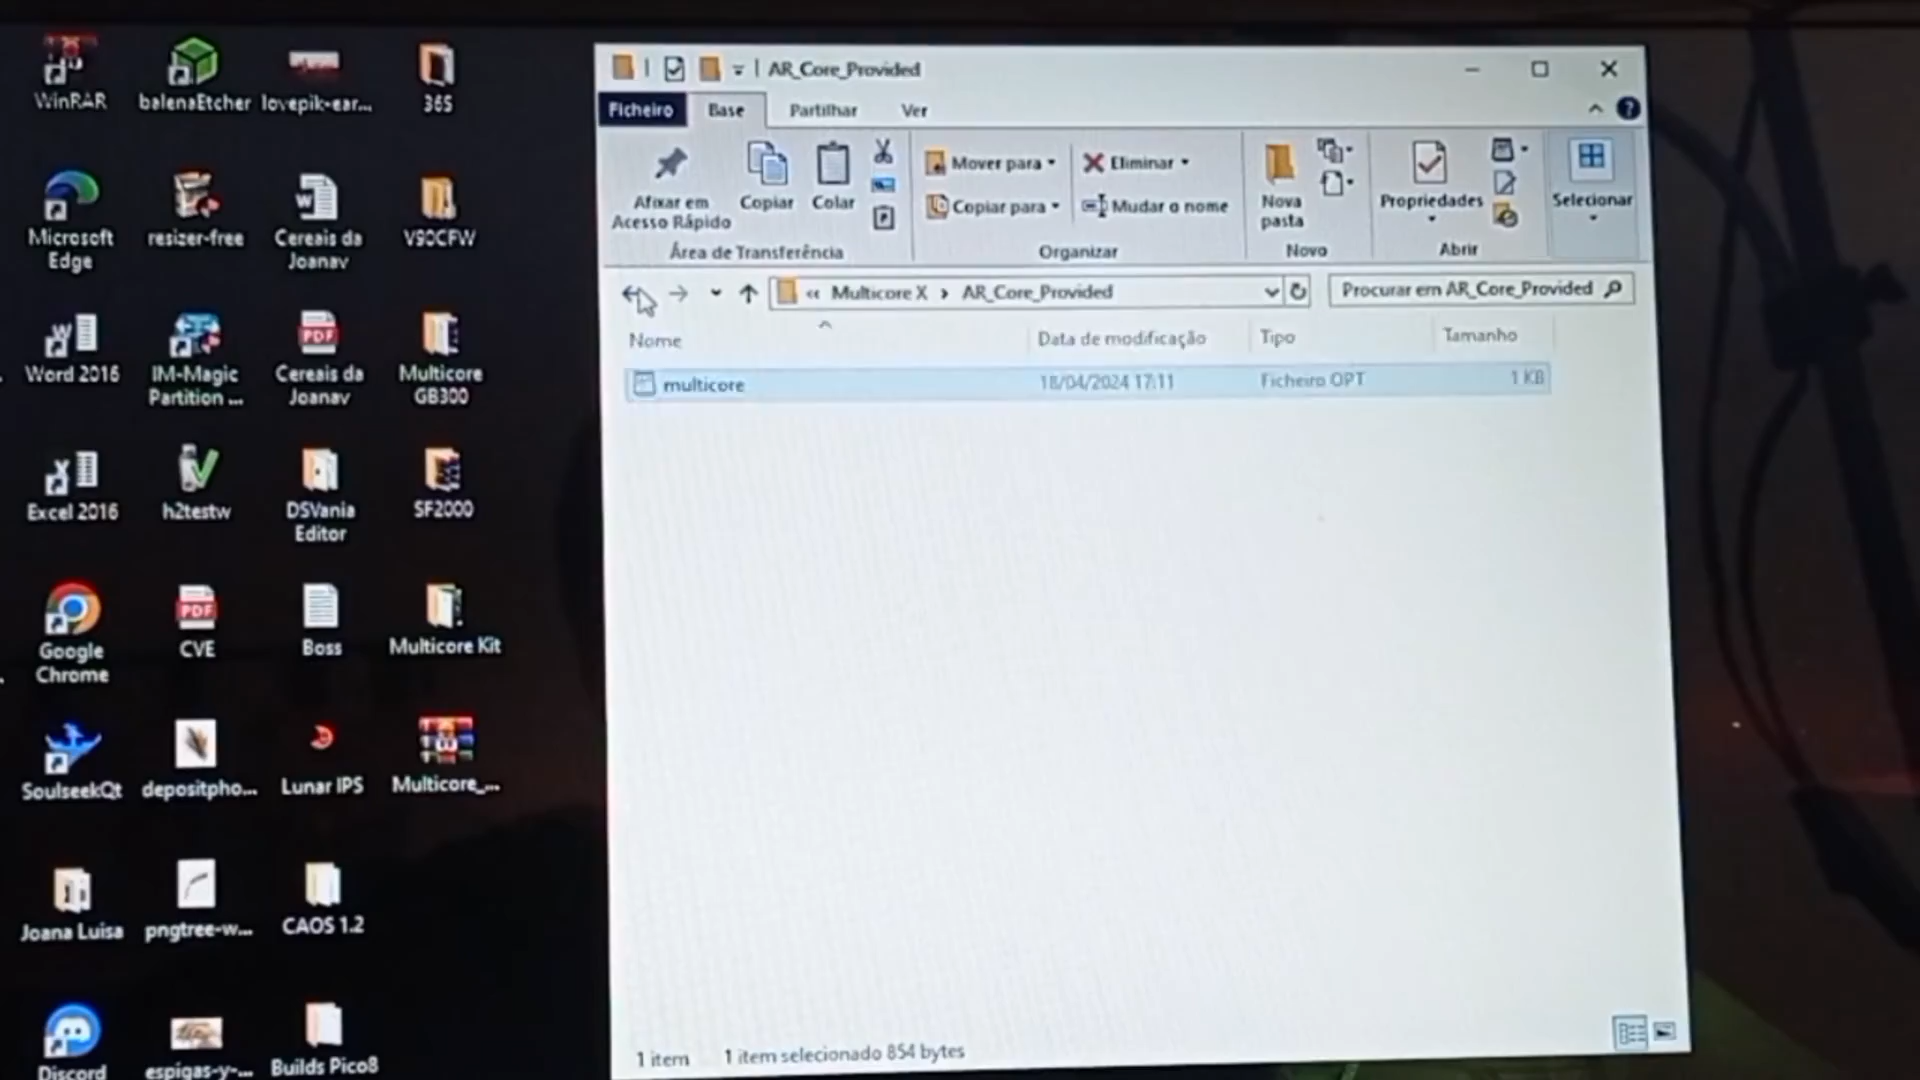 WinRAR
balenaEtcher
lovepik-ear...
365
Microsoft
Edge
resizer-free
Cereais da
Joanav
V90CFW
Word 2016
IM-Magic
Partition ...
Cereais da
Joanav
Multicore
GB300
Excel 2016
h2testw
DSVania
Editor
SF2000
Google
Chrome
CVE
Boss
Multicore Kit
SoulseekQt
depositpho...
Lunar IPS
Multicore_...
Joana Luisa
pngtree-w...
CAOS 1.2
Discord
espigas-y-...
Builds Pico8
AR_Core_Provided
Ficheiro
Base
Partilhar
Ver
Afixar em
Acesso Rápido
Copiar
Colar
Área de Transferência
Mover para
Copiar para
Eliminar
Mudar o nome
Organizar
Nova
pasta
Novo
Propriedades
Abrir
Selecionar
« Multicore X › AR_Core_Provided
Procurar em AR_Core_Provided
Nome
Data de modificação
Tipo
Tamanho
multicore
18/04/2024 17:11
Ficheiro OPT
1 KB
1 item
1 item selecionado 854 bytes
PDF
PDF